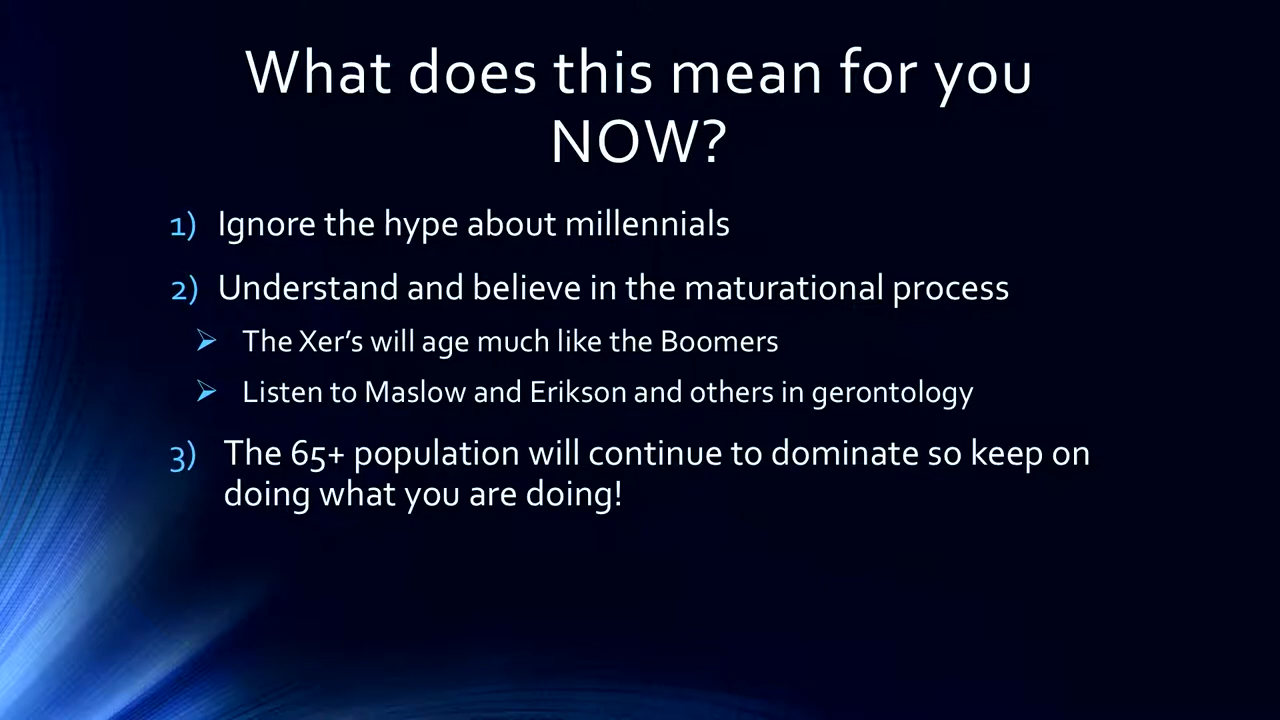 What does this mean for you
NOW?
1) Ignore the hype about millennials
2) Understand and believe in the maturational process
➢ The Xer’s will age much like the Boomers
➢ Listen to Maslow and Erikson and others in gerontology
3) The 65+ population will continue to dominate so keep on
doing what you are doing!